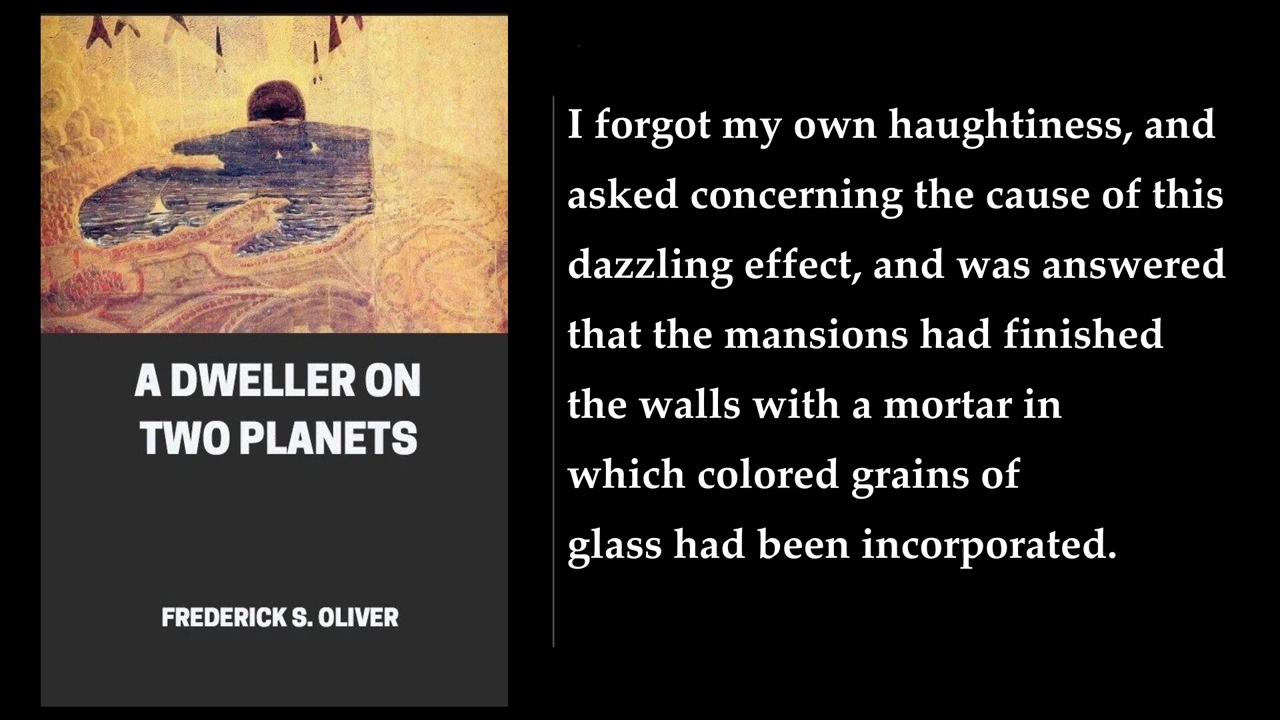 A DWELLER ON
TWO PLANETS
FREDERICK S. OLIVER
I forgot my own haughtiness, and
asked concerning the cause of this
dazzling effect, and was answered
that the mansions had finished
the walls with a mortar in
which colored grains of
glass had been incorporated.